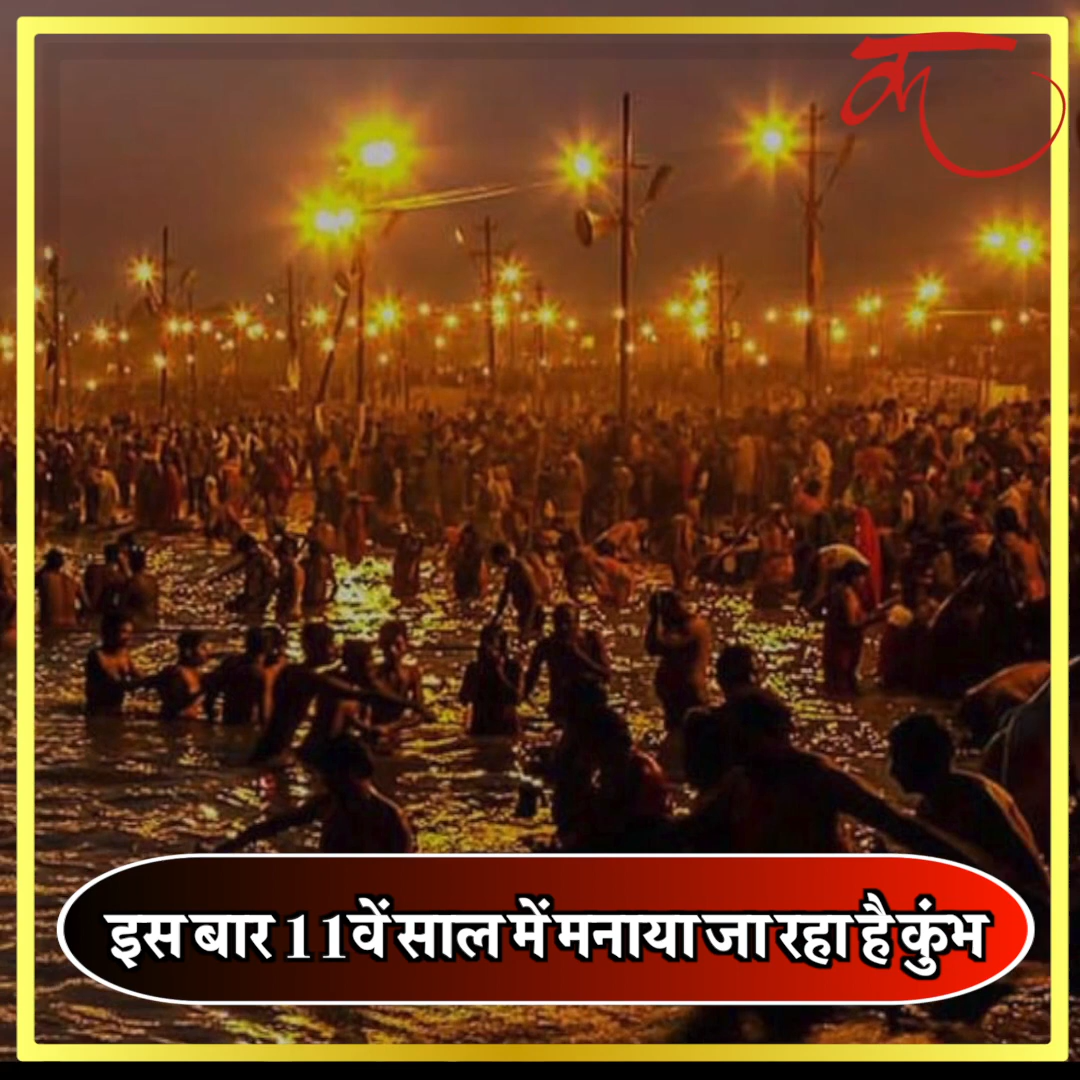 इस बार 11वें साल में मनाया जा रहा है कुंभ